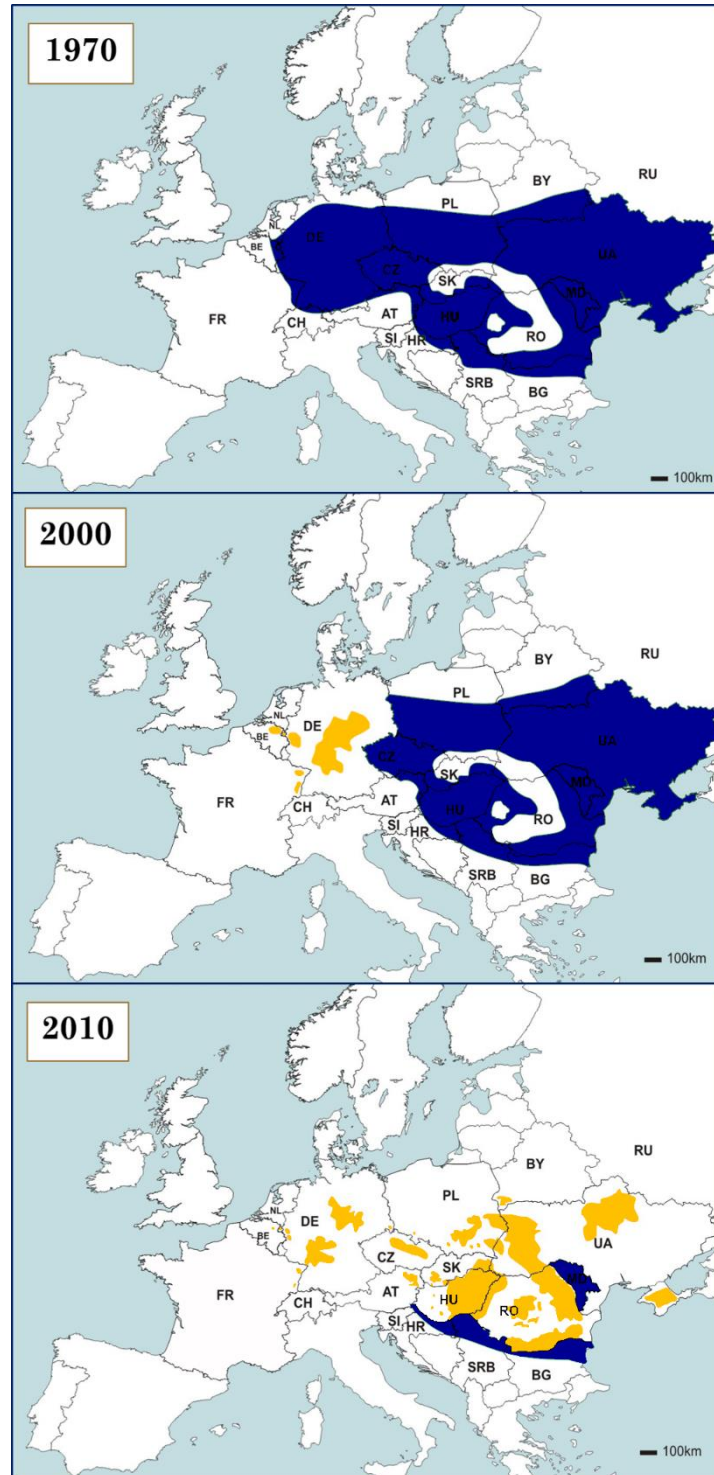 1970
BY
RU
PL
NL
DE
BE
UA
CZ
SK
MD
FR
CH
AT
HU
RO
SI
HR
SRB
BG
100km
2000
BY
RU
PL
NL
DE
BE
UA
CZ
SK
MD
FR
CH
AT
HU
RO
SI
HR
SRB
BG
100km
2010
BY
RU
PL
NL
DE
BE
UA
CZ
SK
MD
FR
CH
AT
HU
RO
SI
HR
SRB
BG
100km